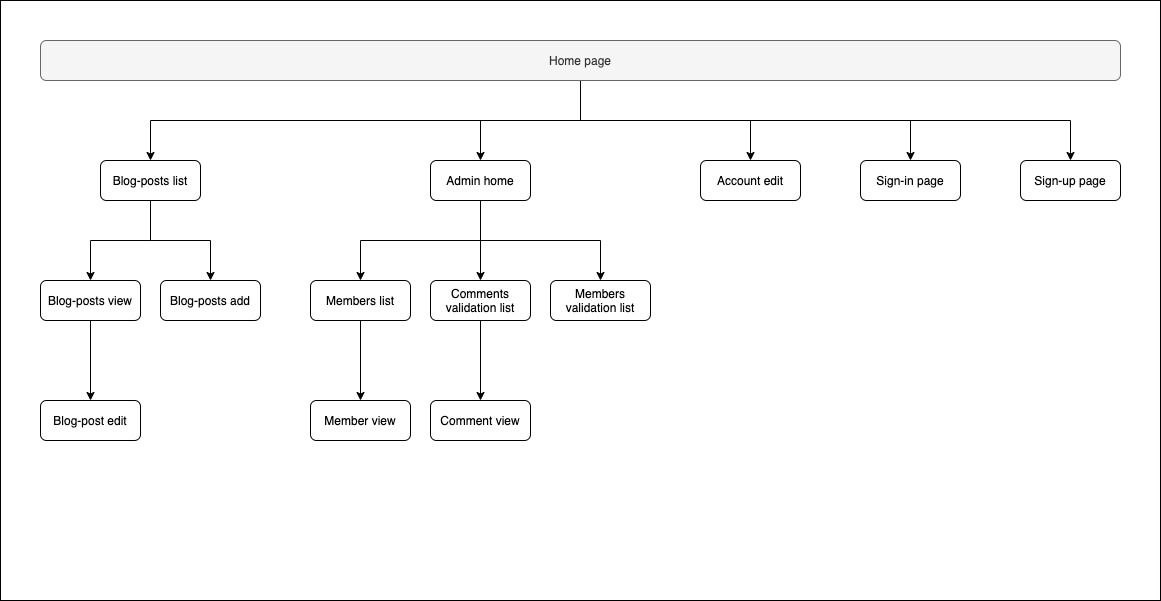 Home page
Blog-posts list
Admin home
Account edit
Sign-in page
Sign-up page
Blog-posts view
Blog-posts add
Members list
Comments
validation list
Members
validation list
Blog-post edit
Member view
Comment view